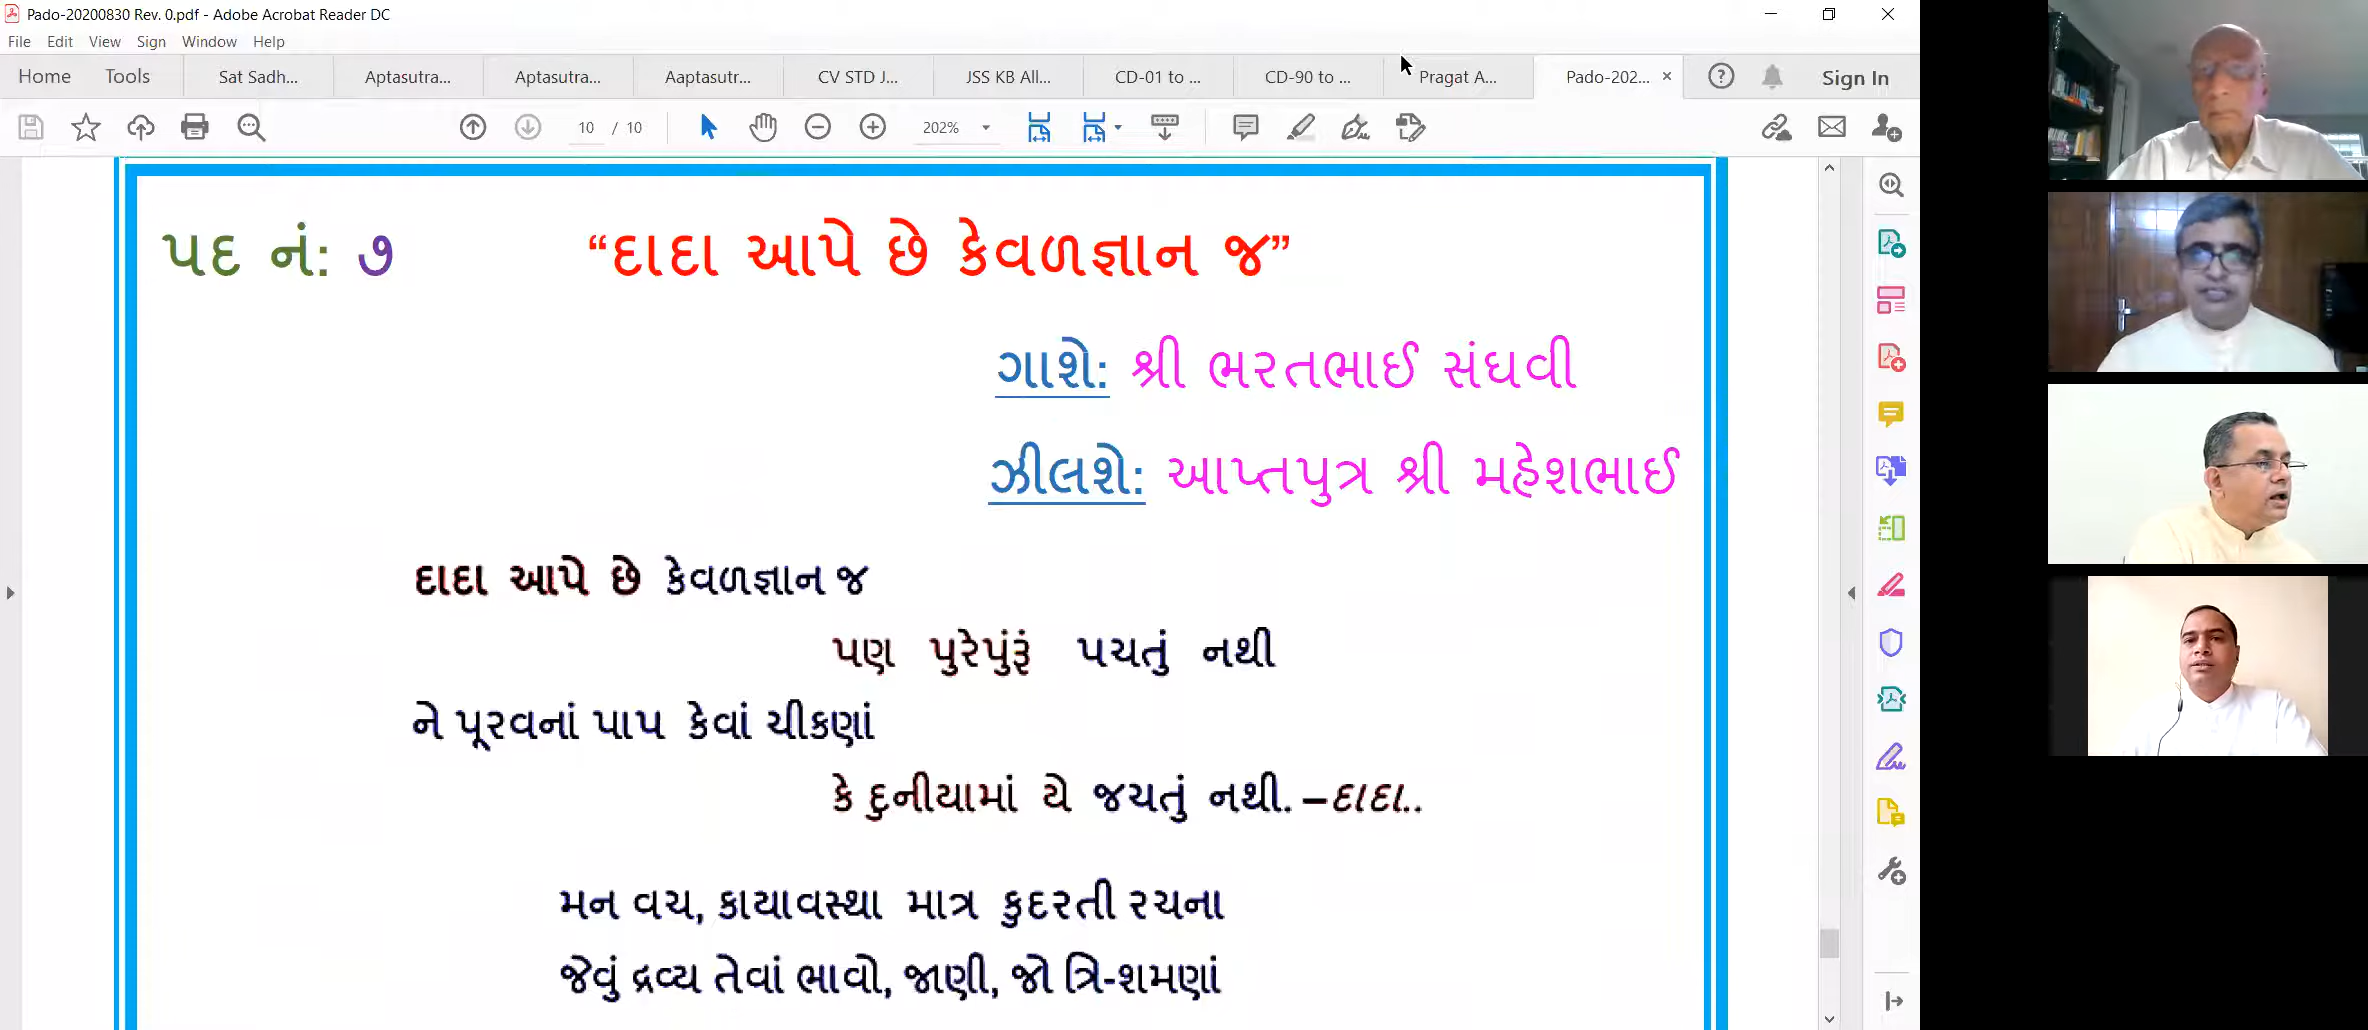 Pado-20200830 Rev. 0.pdf - Adobe Acrobat Reader DC
File Edit View Sign Window Help
Home Tools Sat Sadh... Aptasutra... Aptasutra... Aaptasutr... CV STD J... JSS KB All... CD-01 to ... CD-90 to ... Pragat A... Pado-202... Sign In
10 / 10 202%
પદ નં: ૭ “દાદા આપે છે કેવળજ્ઞાન જ”
ગાશે: શ્રી ભરતભાઈ સંઘવી
ઝીલશે: આપ્તપુત્ર શ્રી મહેશભાઈ
દાદા આપે છે કેવળજ્ઞાન જ
પણ પુરેપુંરૂં પચતું નથી
ને પૂરવનાં પાપ કેવાં ચીકણાં
કે દુનીયામાં યે જચતું નથી. –દાદા..
મન વચ, કાયાવસ્થા માત્ર કુદરતી રચના
જેવું દ્રવ્ય તેવાં ભાવો, જાણી, જો ત્રિ-શમણાં